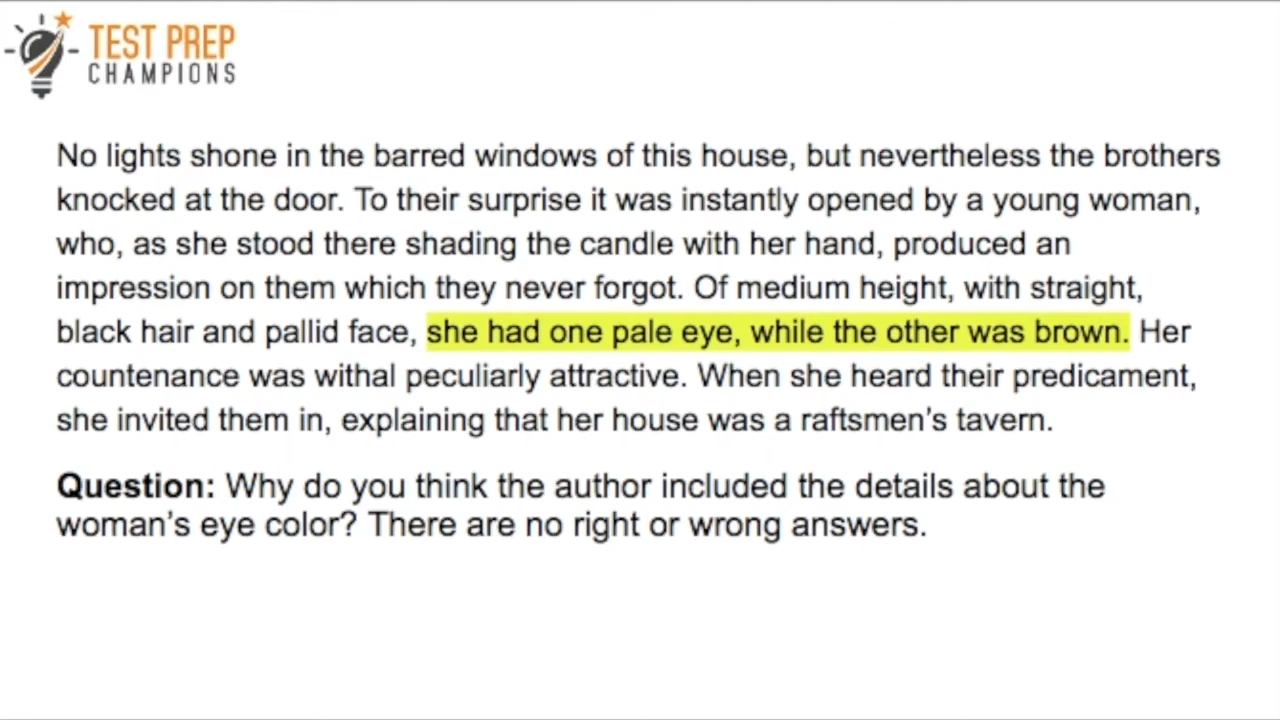 TEST PREP
CHAMPIONS
No lights shone in the barred windows of this house, but nevertheless the brothers
knocked at the door. To their surprise it was instantly opened by a young woman,
who, as she stood there shading the candle with her hand, produced an
impression on them which they never forgot. Of medium height, with straight,
black hair and pallid face, she had one pale eye, while the other was brown. Her
countenance was withal peculiarly attractive. When she heard their predicament,
she invited them in, explaining that her house was a raftsmen’s tavern.
Question: Why do you think the author included the details about the
woman’s eye color? There are no right or wrong answers.